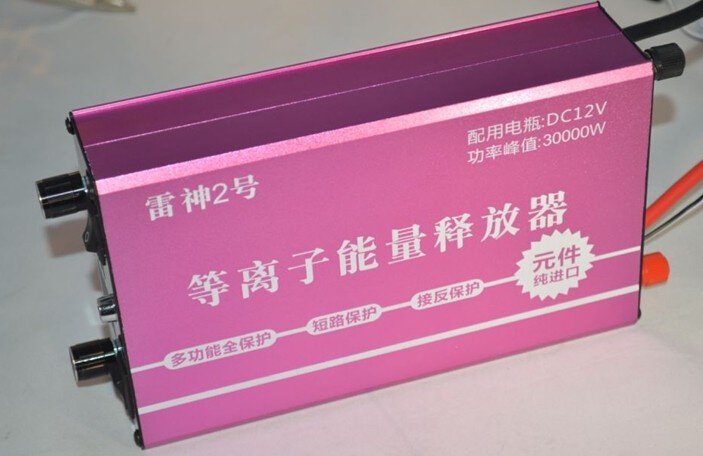 配用电瓶:DC12V
功率峰值:30000W
雷神2号
等离子能量释放器
元件
纯进口
多功能全保护
短路保护
接反保护